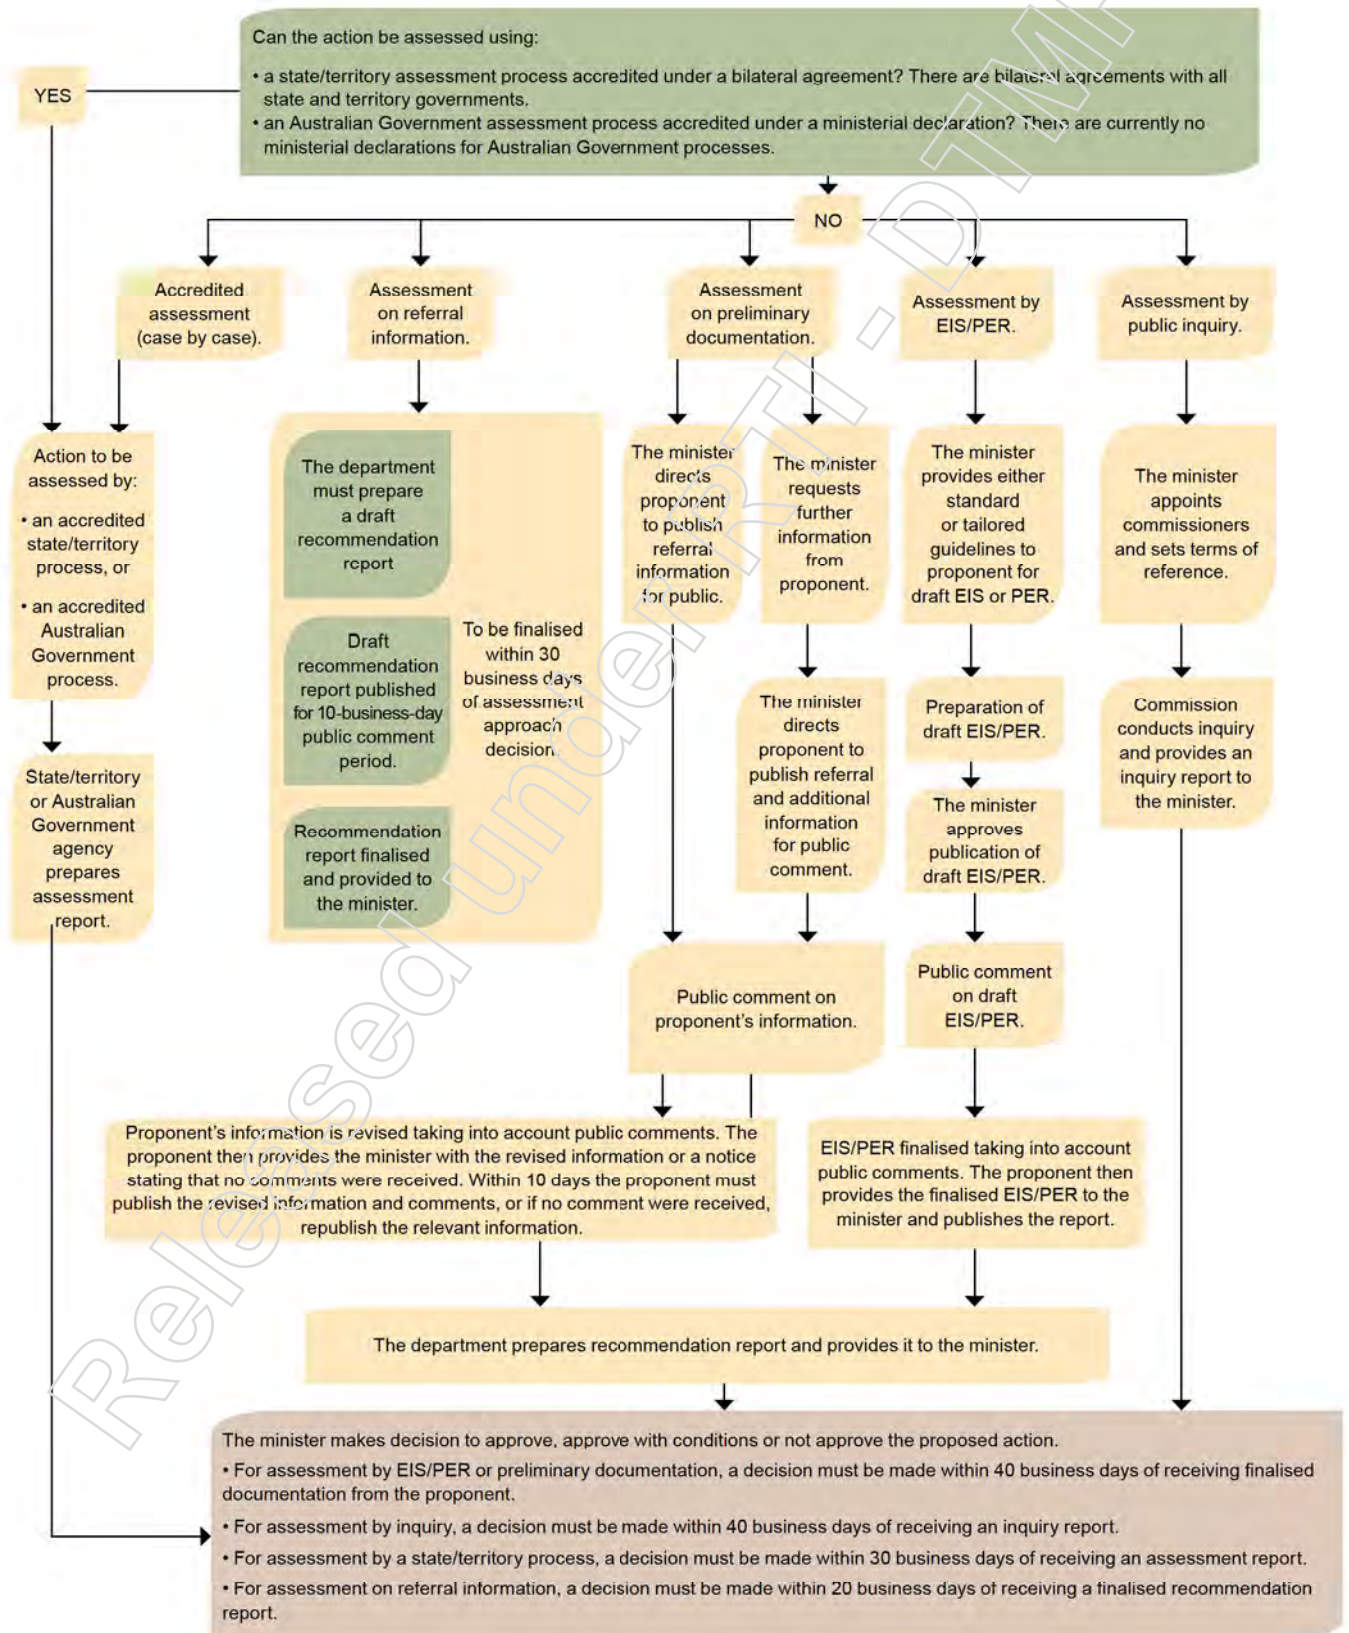 Can the action be assessed using:
• a state/territory assessment process accredited under a bilateral agreement? There are bilateral agreements with all
state and territory governments.
• an Australian Government assessment process accredited under a ministerial declaration? There are currently no
ministerial declarations for Australian Government processes.
YES
NO
Accredited
assessment
(case by case).
Assessment
on referral
information.
Assessment
on preliminary
documentation.
Assessment by
EIS/PER.
Assessment by
public inquiry.
Action to be
assessed by:
• an accredited
state/territory
process, or
• an accredited
Australian
Government
process.
State/territory
or Australian
Government
agency
prepares
assessment
report.
The department
must prepare
a draft
recommendation
report
Draft
recommendation
report published
for 10-business-day
public comment
period.
Recommendation
report finalised
and provided to
the minister.
To be finalised
within 30
business days
of assessment
approach
decision.
The minister
directs
proponent
to publish
referral
information
for public.
The minister
requests
further
information
from
proponent.
The minister
directs
proponent to
publish referral
and additional
information
for public
comment.
Public comment on
proponent's information.
The minister
provides either
standard
or tailored
guidelines to
proponent for
draft EIS or PER.
Preparation of
draft EIS/PER.
The minister
approves
publication of
draft EIS/PER.
Public comment
on draft
EIS/PER.
The minister
appoints
commissioners
and sets terms of
reference.
Commission
conducts inquiry
and provides an
inquiry report to
the minister.
Proponent's information is revised taking into account public comments. The
proponent then provides the minister with the revised information or a notice
stating that no comments were received. Within 10 days the proponent must
publish the revised information and comments, or if no comment were received,
republish the relevant information.
EIS/PER finalised taking into account
public comments. The proponent then
provides the finalised EIS/PER to the
minister and publishes the report.
The department prepares recommendation report and provides it to the minister.
The minister makes decision to approve, approve with conditions or not approve the proposed action.
• For assessment by EIS/PER or preliminary documentation, a decision must be made within 40 business days of receiving finalised
documentation from the proponent.
• For assessment by inquiry, a decision must be made within 40 business days of receiving an inquiry report.
• For assessment by a state/territory process, a decision must be made within 30 business days of receiving an assessment report.
• For assessment on referral information, a decision must be made within 20 business days of receiving a finalised recommendation
report.
Released under RTI - DTMR